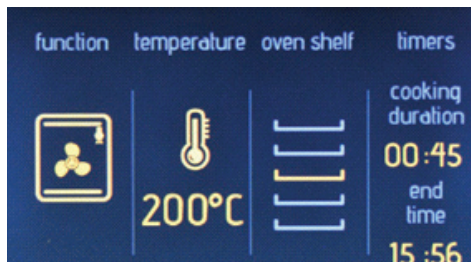 function temperature oven shelf timers
cooking
duration
00:45
200°C
end
time
15:56